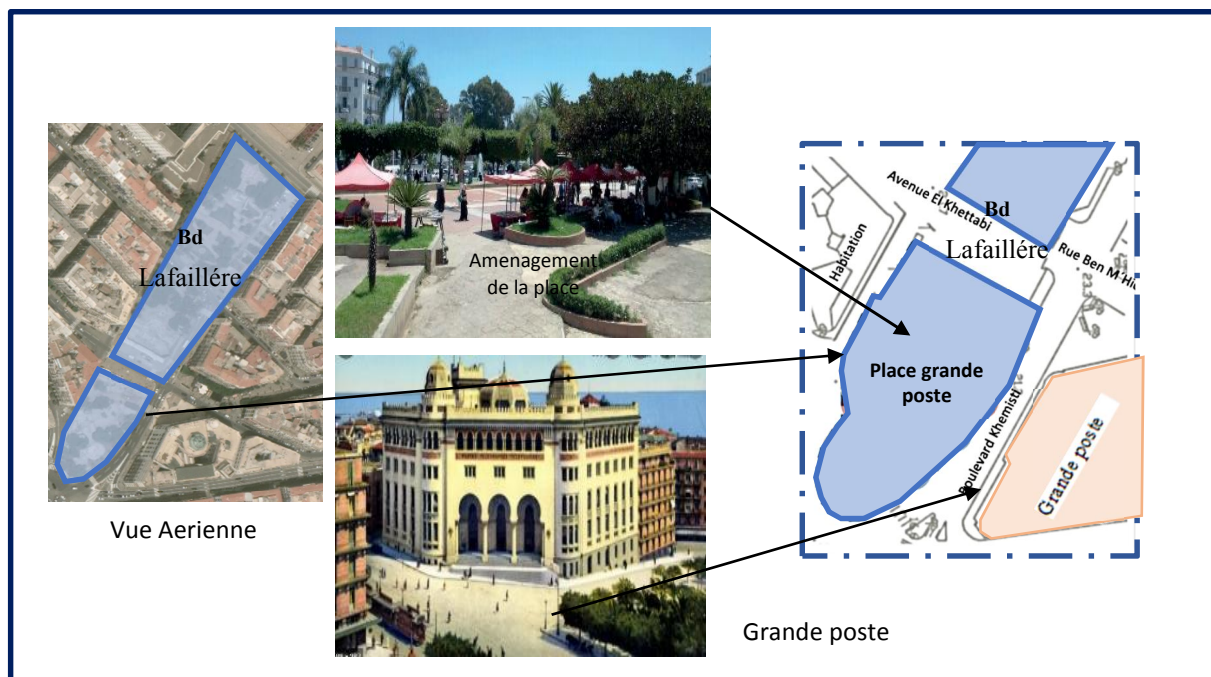 Bd
Lafaillére
Vue Aerienne
Amenagement
de la place
Avenue El Khettabi
Bd
Lafaillére
Rue Ben M
Habitation
Place grande
poste
Boulevard Khemisti
Grande poste
Grande poste